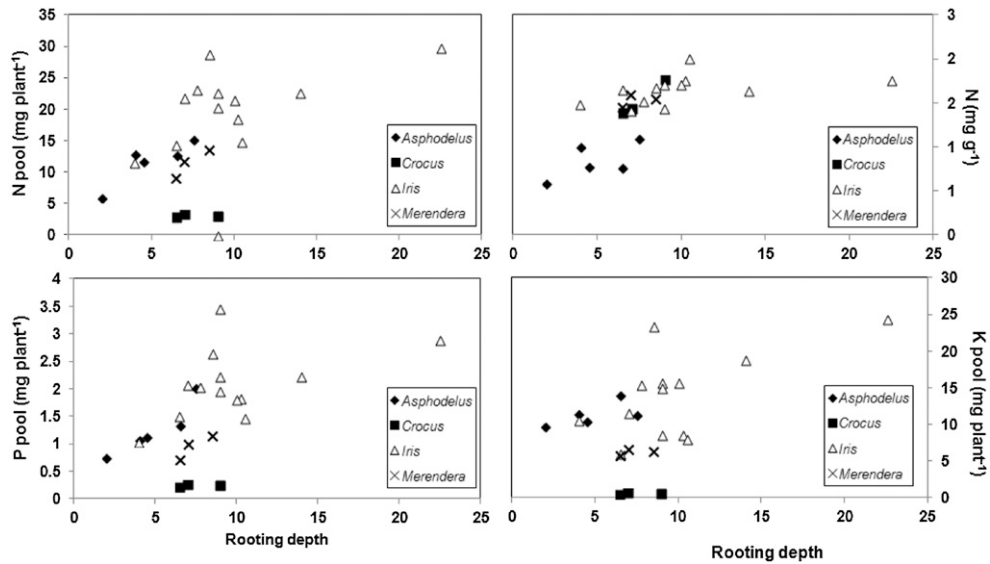 N pool (mg plant⁻¹)
35
30
25
20
15
10
5
0
0 5 10 15 20 25
Asphodelus
Crocus
Iris
Merendera
3
2
2
1
1
0
N (mg g⁻¹)
0 5 10 15 20 25
Asphodelus
Crocus
Iris
Merendera
P pool (mg plant⁻¹)
4
3.5
3
2.5
2
1.5
1
0.5
0
0 5 10 15 20 25
Rooting depth
Asphodelus
Crocus
Iris
Merendera
30
25
20
15
10
5
0
K pool (mg plant⁻¹)
0 5 10 15 20 25
Rooting depth
Asphodelus
Crocus
Iris
Merendera